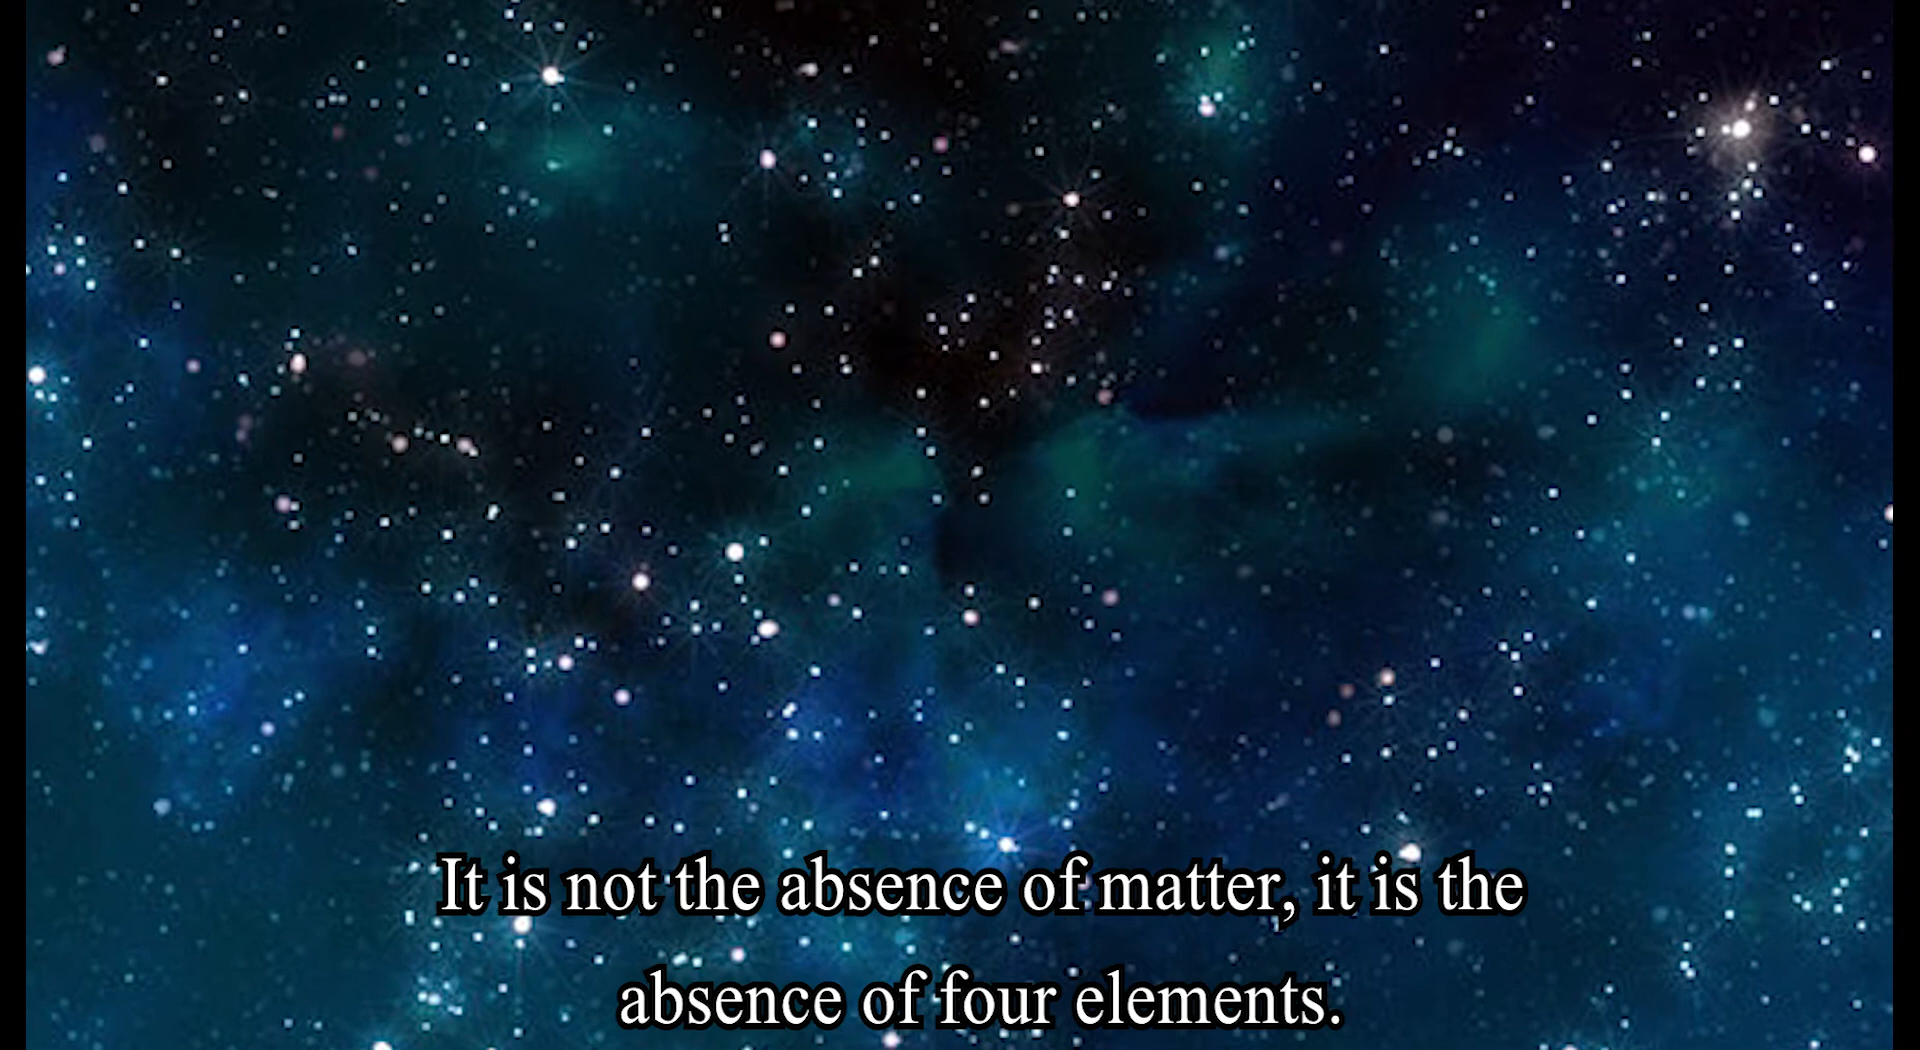 It is not the absence of matter, it is the
absence of four elements.